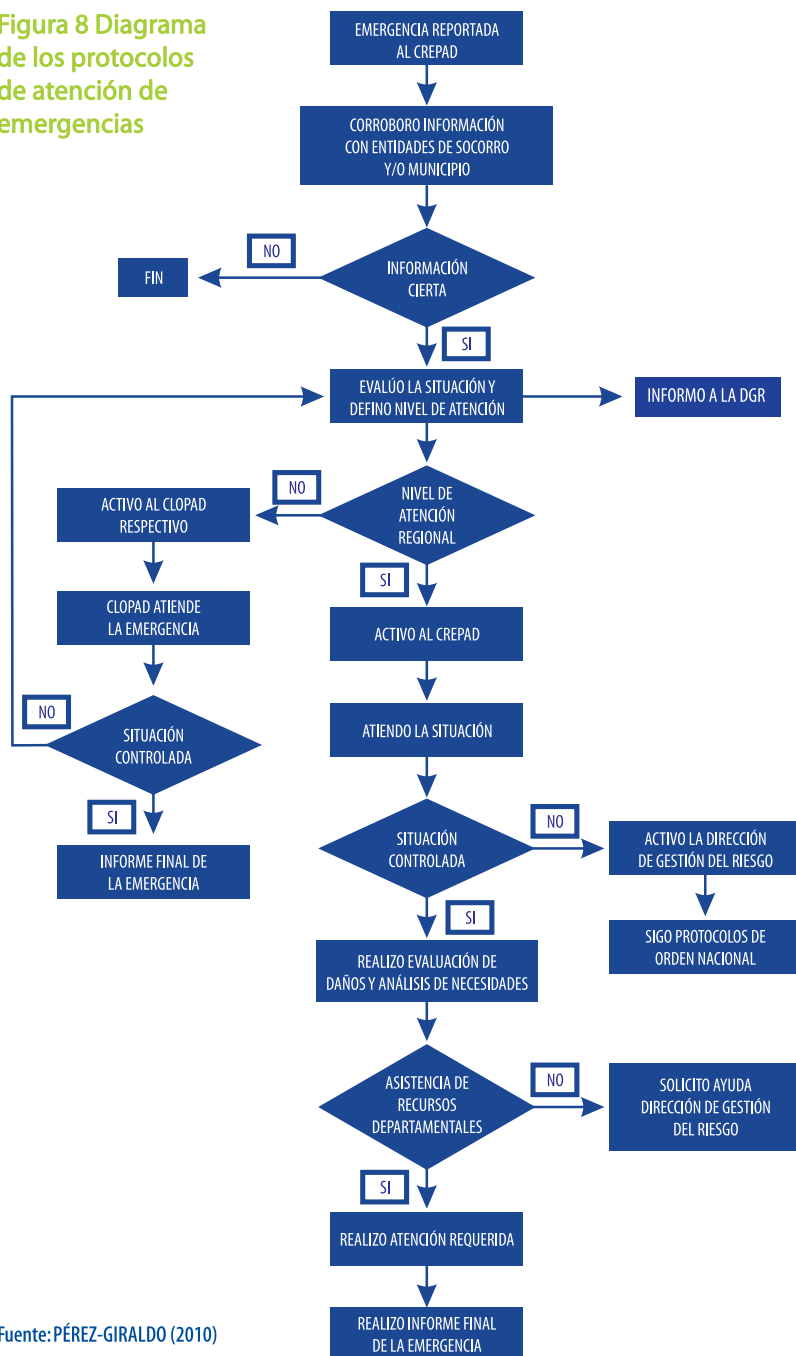 Figura 8 Diagrama
de los protocolos
de atención de
emergencias
EMERGENCIA REPORTADA
AL CREPAD
CORROBORO INFORMACIÓN
CON ENTIDADES DE SOCORRO
Y/O MUNICIPIO
NO
INFORMACIÓN
CIERTA
FIN
SI
EVALÚO LA SITUACIÓN Y
DEFINO NIVEL DE ATENCIÓN
INFORMO A LA DGR
NO
NIVEL DE
ATENCIÓN
REGIONAL
ACTIVO AL CLOPAD
RESPECTIVO
SI
CLOPAD ATIENDE
LA EMERGENCIA
ACTIVO AL CREPAD
NO
SITUACIÓN
CONTROLADA
ATIENDO LA SITUACIÓN
SI
INFORME FINAL DE
LA EMERGENCIA
SITUACIÓN
CONTROLADA
NO
ACTIVO LA DIRECCIÓN
DE GESTIÓN DEL RIESGO
SI
SIGO PROTOCOLOS DE
ORDEN NACIONAL
REALIZO EVALUACIÓN DE
DAÑOS Y ANÁLISIS DE NECESIDADES
ASISTENCIA DE
RECURSOS
DEPARTAMENTALES
NO
SOLICITO AYUDA
DIRECCIÓN DE GESTIÓN
DEL RIESGO
SI
REALIZO ATENCIÓN REQUERIDA
REALIZO INFORME FINAL
DE LA EMERGENCIA
Fuente: PÉREZ-GIRALDO (2010)